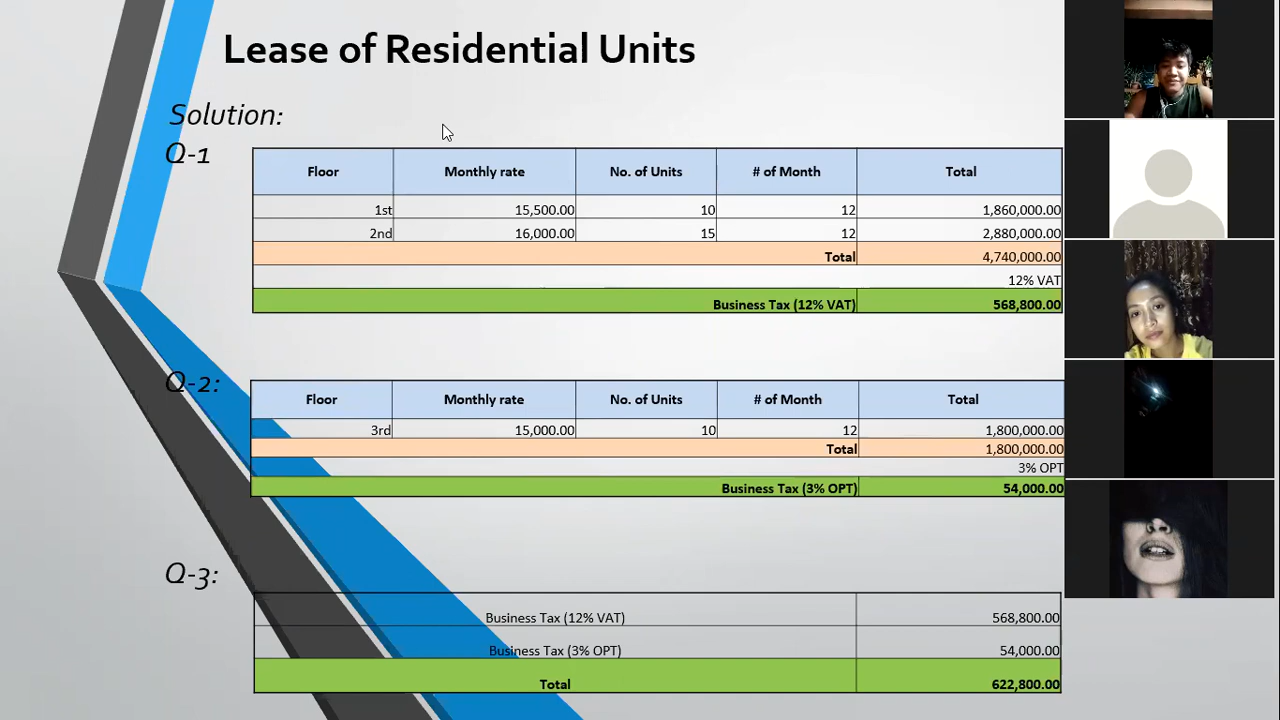 Lease of Residential Units
Solution:
Q-1
Floor Monthly rate No. of Units # of Month Total
1st 15,500.00 10 12 1,860,000.00
2nd 16,000.00 15 12 2,880,000.00
Total 4,740,000.00
12% VAT
Business Tax (12% VAT) 568,800.00
Q-2:
Floor Monthly rate No. of Units # of Month Total
3rd 15,000.00 10 12 1,800,000.00
Total 1,800,000.00
3% OPT
Business Tax (3% OPT) 54,000.00
Q-3:
Business Tax (12% VAT) 568,800.00
Business Tax (3% OPT) 54,000.00
Total 622,800.00